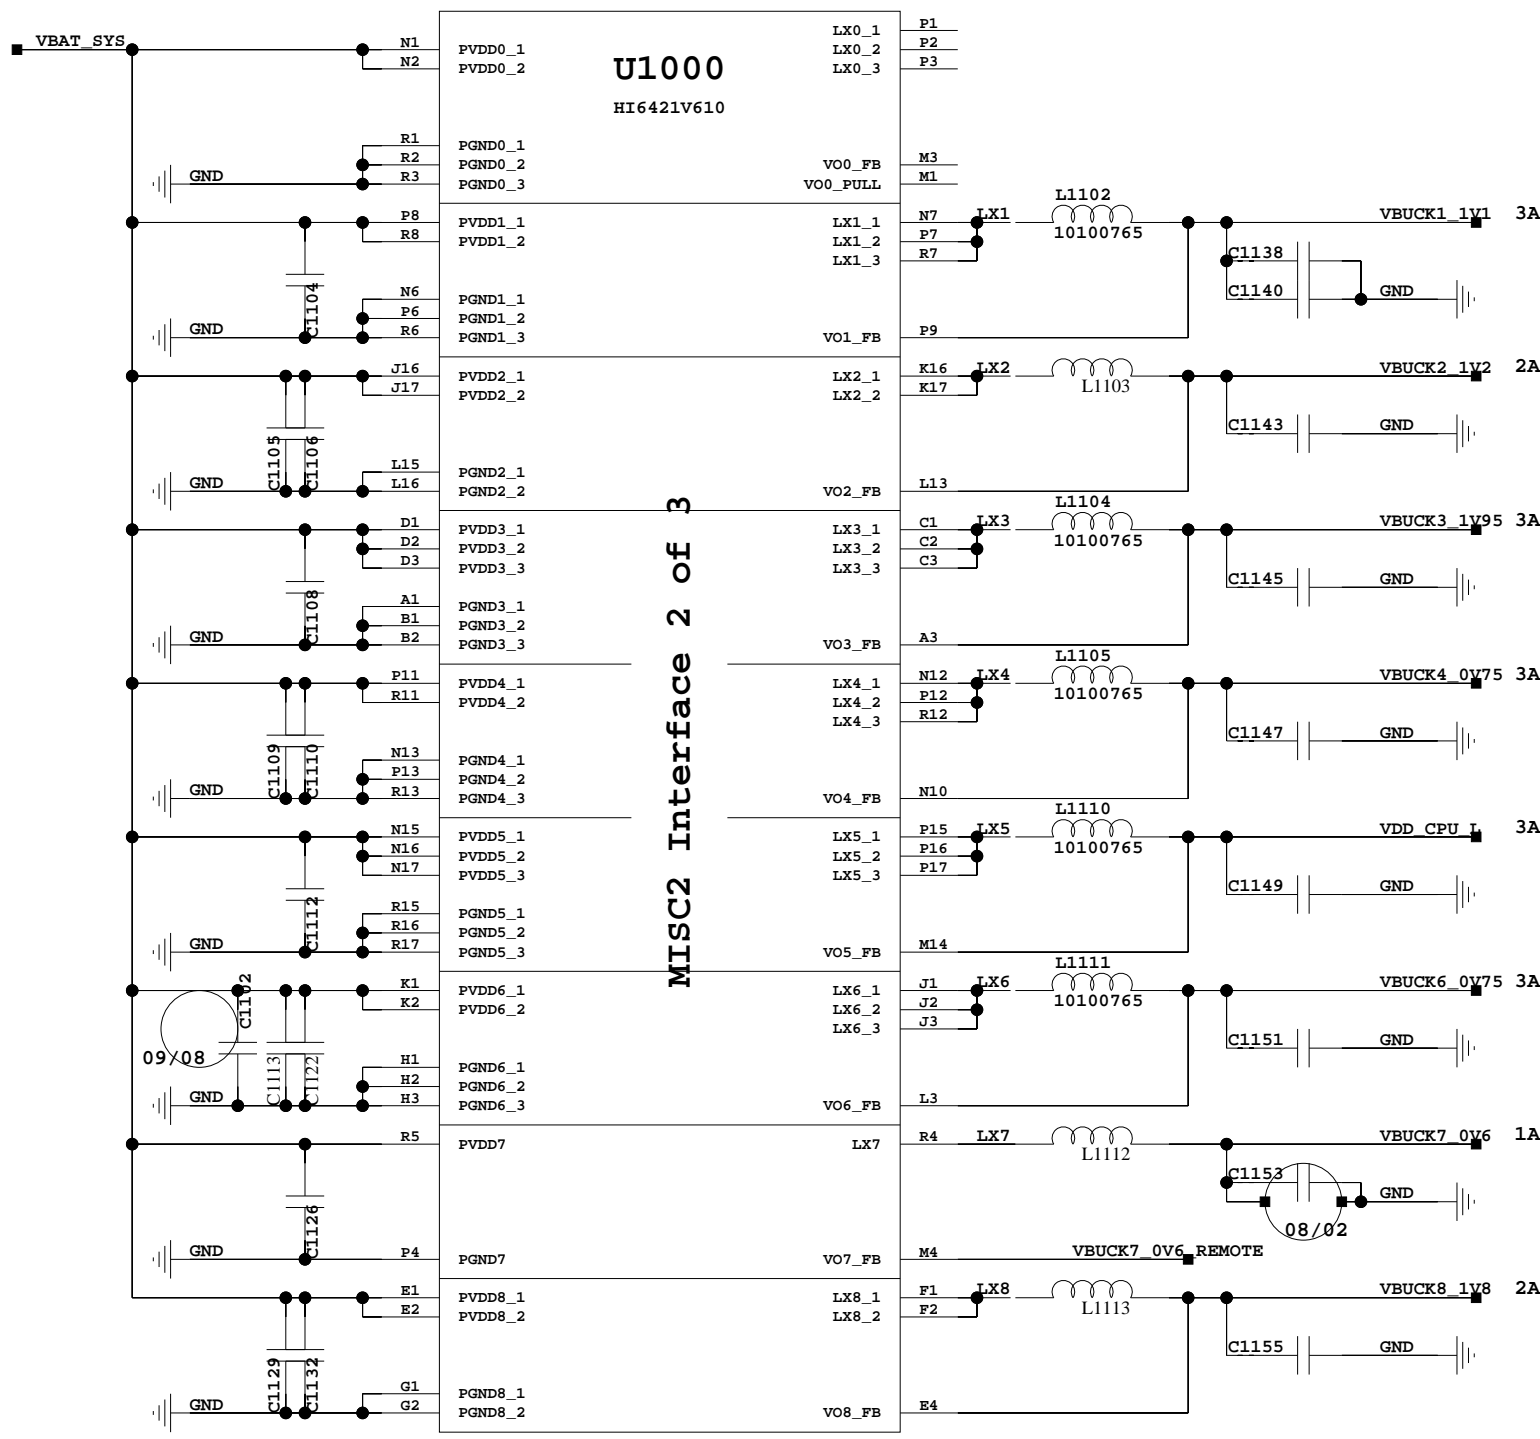 LX0_1 P1
VBAT_SYS N1 PVDD0_1 LX0_2 P2
N2 PVDD0_2 U1000 LX0_3 P3
HI6421V610
R1 PGND0_1
R2 PGND0_2 VO0_FB M3
GND R3 PGND0_3 VO0_PULL M1
L1102
P8 PVDD1_1 LX1_1 N7 LX1 VBUCK1_1V1 3A
R8 PVDD1_2 LX1_2 P7 10100765
LX1_3 R7 C1138
C1104 N6 PGND1_1 C1140 GND
P6 PGND1_2
GND R6 PGND1_3 VO1_FB P9
J16 PVDD2_1 LX2_1 K16 LX2 VBUCK2_1V2 2A
J17 PVDD2_2 LX2_2 K17 L1103
C1105 C1106 C1143 GND
L15 PGND2_1
GND L16 PGND2_2 VO2_FB L13
MISC2 Interface 2 of 3
L1104
D1 PVDD3_1 LX3_1 C1 LX3 VBUCK3_1V95 3A
D2 PVDD3_2 LX3_2 C2 10100765
D3 PVDD3_3 LX3_3 C3
C1108 C1145 GND
A1 PGND3_1
B1 PGND3_2
GND B2 PGND3_3 VO3_FB A3
L1105
P11 PVDD4_1 LX4_1 N12 LX4 VBUCK4_0V75 3A
R11 PVDD4_2 LX4_2 P12 10100765
LX4_3 R12
C1109 C1110 C1147 GND
N13 PGND4_1
P13 PGND4_2
GND R13 PGND4_3 VO4_FB N10
L1110
N15 PVDD5_1 LX5_1 P15 LX5 VDD_CPU_L 3A
N16 PVDD5_2 LX5_2 P16 10100765
N17 PVDD5_3 LX5_3 P17
C1112 C1149 GND
R15 PGND5_1
R16 PGND5_2
GND R17 PGND5_3 VO5_FB M14
L1111
C1102 K1 PVDD6_1 LX6_1 J1 LX6 VBUCK6_0V75 3A
K2 PVDD6_2 LX6_2 J2 10100765
LX6_3 J3
09/08 C1113 C1122 C1151 GND
H1 PGND6_1
H2 PGND6_2
GND H3 PGND6_3 VO6_FB L3
R5 PVDD7 LX7 R4 LX7 VBUCK7_0V6 1A
L1112
C1153
C1126 GND
08/02
GND P4 PGND7 VO7_FB M4 VBUCK7_0V6_REMOTE
E1 PVDD8_1 LX8_1 F1 LX8 VBUCK8_1V8 2A
E2 PVDD8_2 LX8_2 F2 L1113
C1129 C1132 C1155 GND
G1 PGND8_1
GND G2 PGND8_2 VO8_FB E4